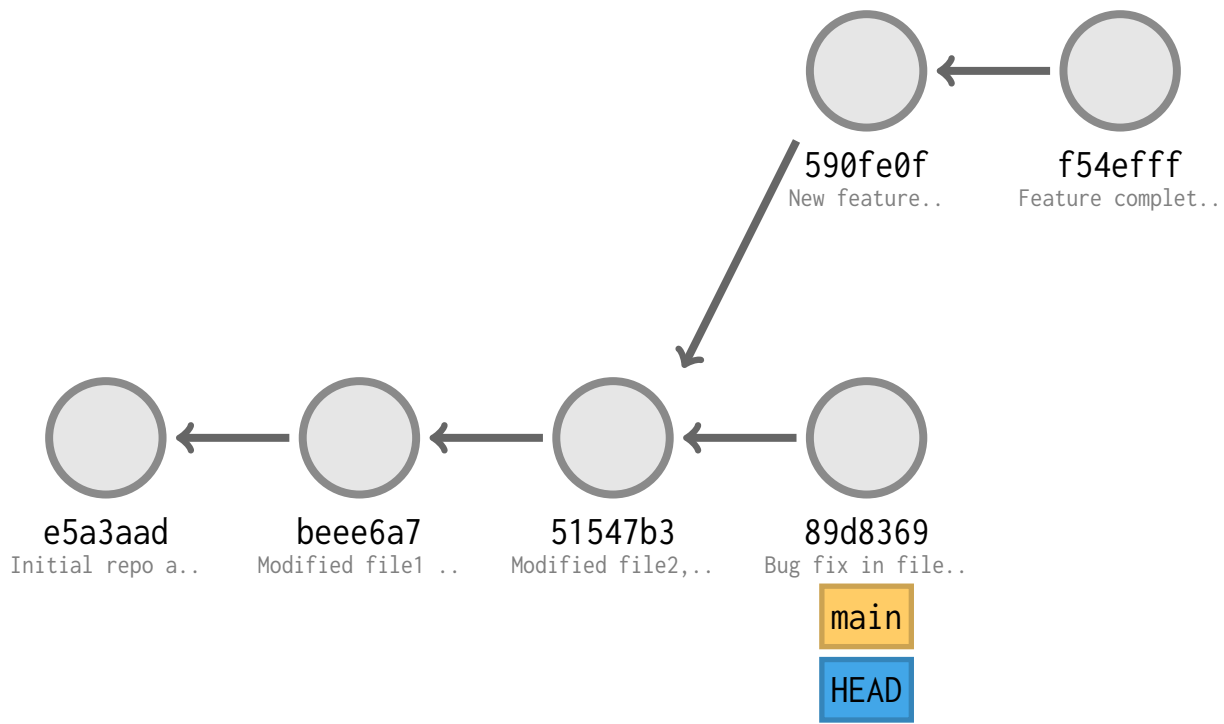 590fe0f
New feature..
f54efff
Feature complet..
e5a3aad
Initial repo a..
beee6a7
Modified file1 ..
51547b3
Modified file2,..
89d8369
Bug fix in file..
main
HEAD